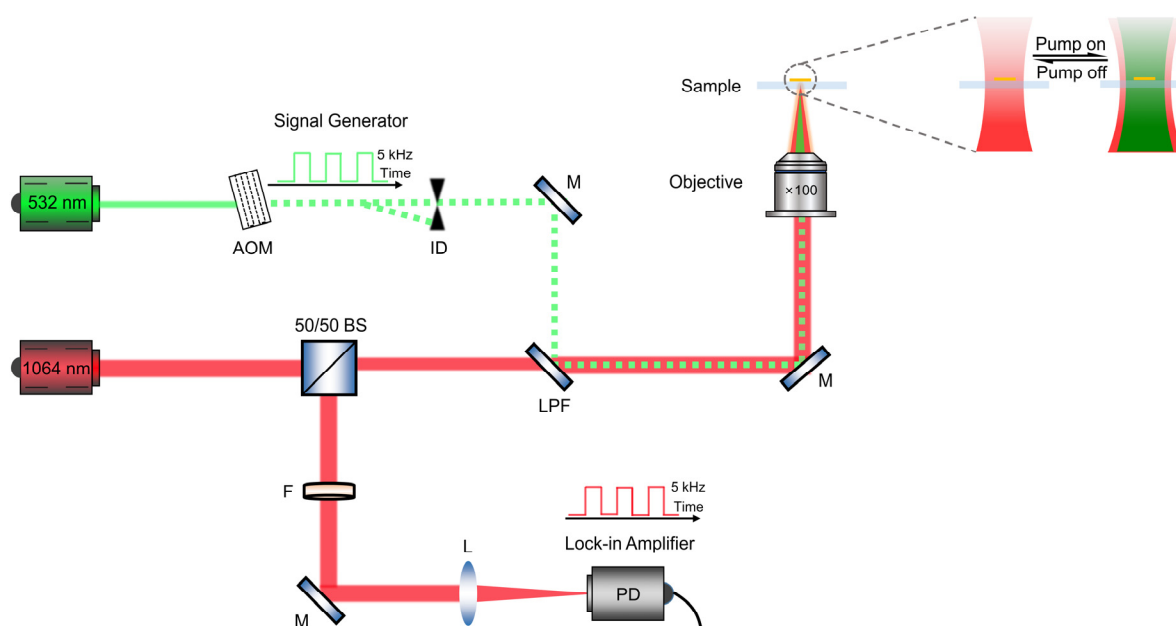 Pump on
Pump off
Sample
Signal Generator
5 kHz
Time
M
Objective
×100
532 nm
AOM
ID
50/50 BS
1064 nm
LPF
M
F
5 kHz
Time
Lock-in Amplifier
L
PD
M